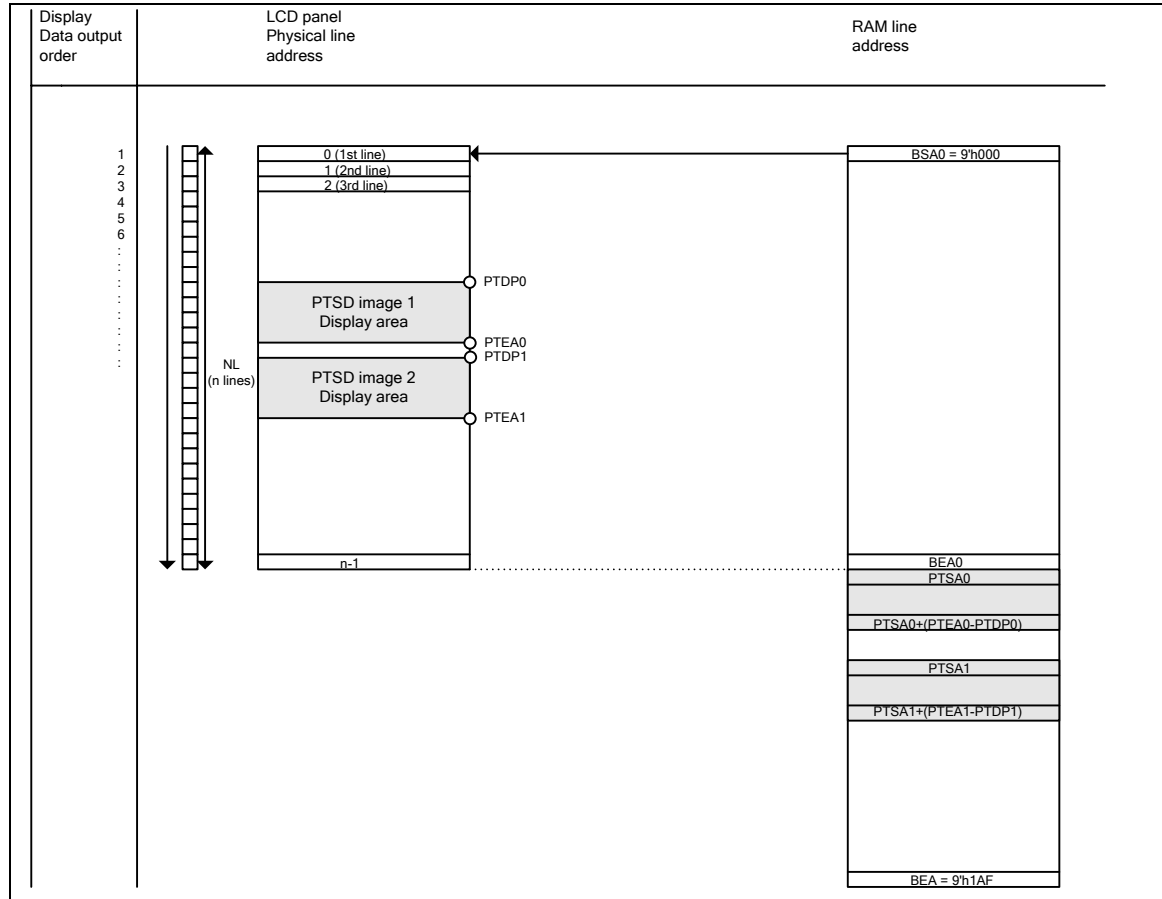 Display
Data output
order
LCD panel
Physical line
address
RAM line
address
1
2
3
4
5
6
:
:
:
:
:
:
:
:
NL
(n lines)
0 (1st line)
1 (2nd line)
2 (3rd line)
PTSD image 1
Display area
PTSD image 2
Display area
n-1
PTDP0
PTEA0
PTDP1
PTEA1
BSA0 = 9'h000
BEA0
PTSA0
PTSA0+(PTEA0-PTDP0)
PTSA1
PTSA1+(PTEA1-PTDP1)
BEA = 9'h1AF